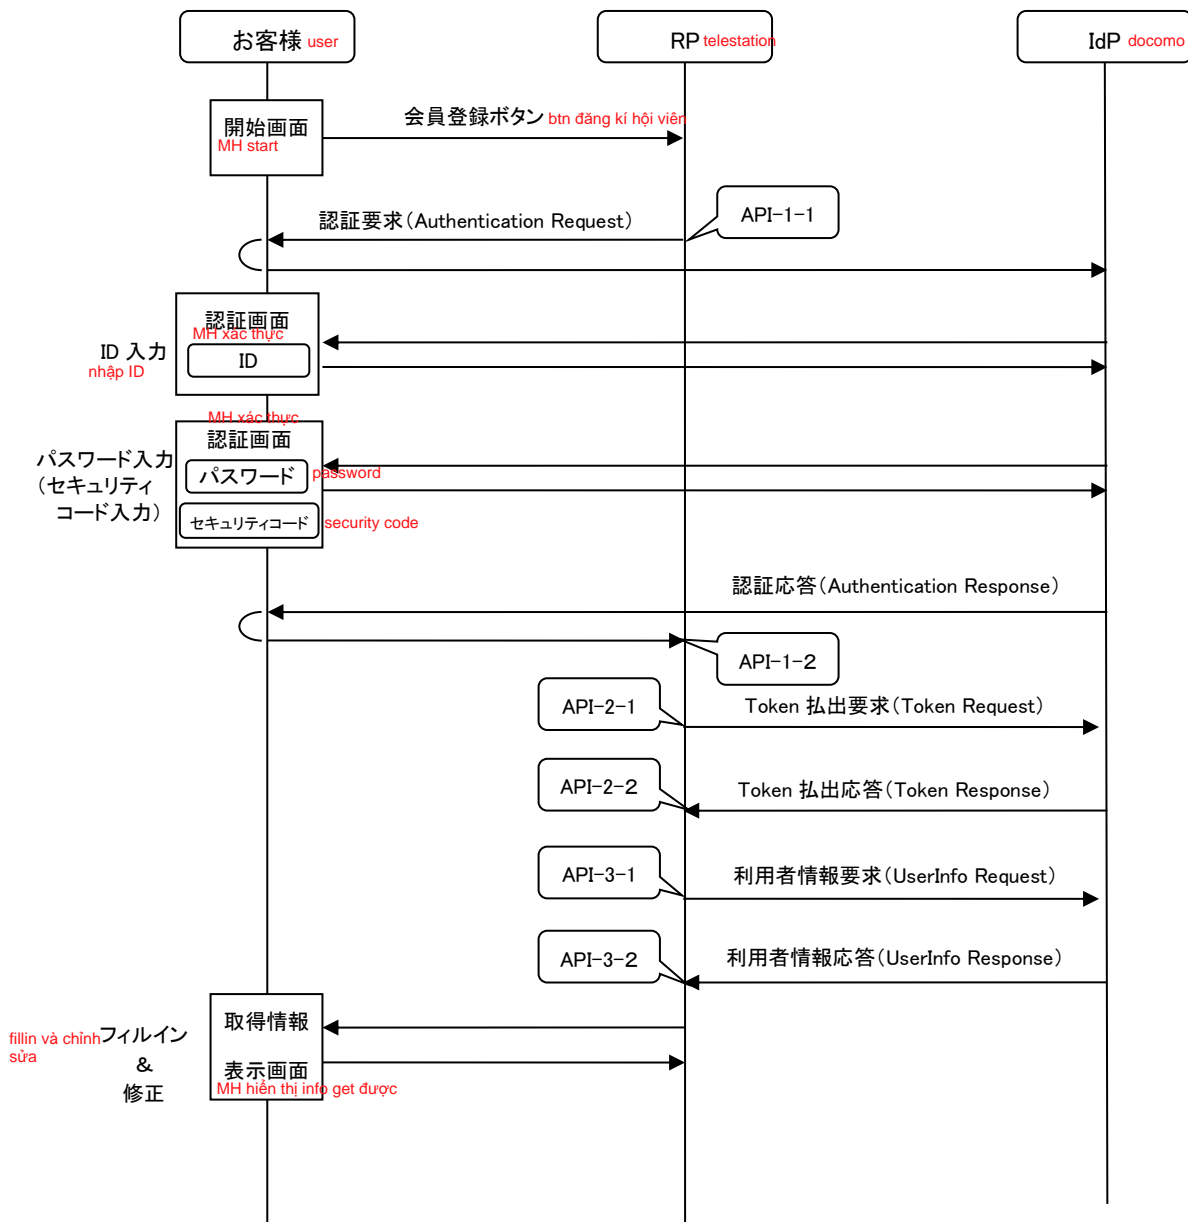 お客様 user
RP telestation
IdP docomo
会員登録ボタン btn đăng kí hội viên
開始画面
MH start
API-1-1
認証要求(Authentication Request)
認証画面
MH xác thực
ID 入力
nhập ID
ID
MH xác thực
認証画面
パスワード入力
(セキュリティ
コード入力)
パスワード
password
セキュリティコード
security code
認証応答(Authentication Response)
API-1-2
API-2-1
Token 払出要求(Token Request)
API-2-2
Token 払出応答(Token Response)
API-3-1
利用者情報要求(UserInfo Request)
API-3-2
利用者情報応答(UserInfo Response)
取得情報
表示画面
MH hiển thị info get được
fillin và chỉnh
sửa
フィルイン
&
修正